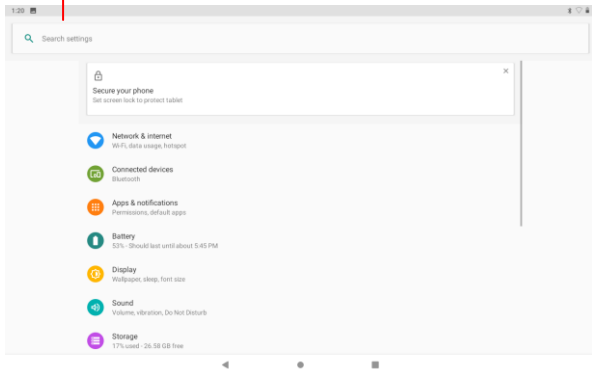 1:20
Search settings
Secure your phone
Set screen lock to protect tablet
Network & internet
Wi-Fi, data usage, hotspot
Connected devices
Bluetooth
Apps & notifications
Permissions, default apps
Battery
53% - Should last until about 5:45 PM
Display
Wallpaper, sleep, font size
Sound
Volume, vibration, Do Not Disturb
Storage
17% used - 26.58 GB free